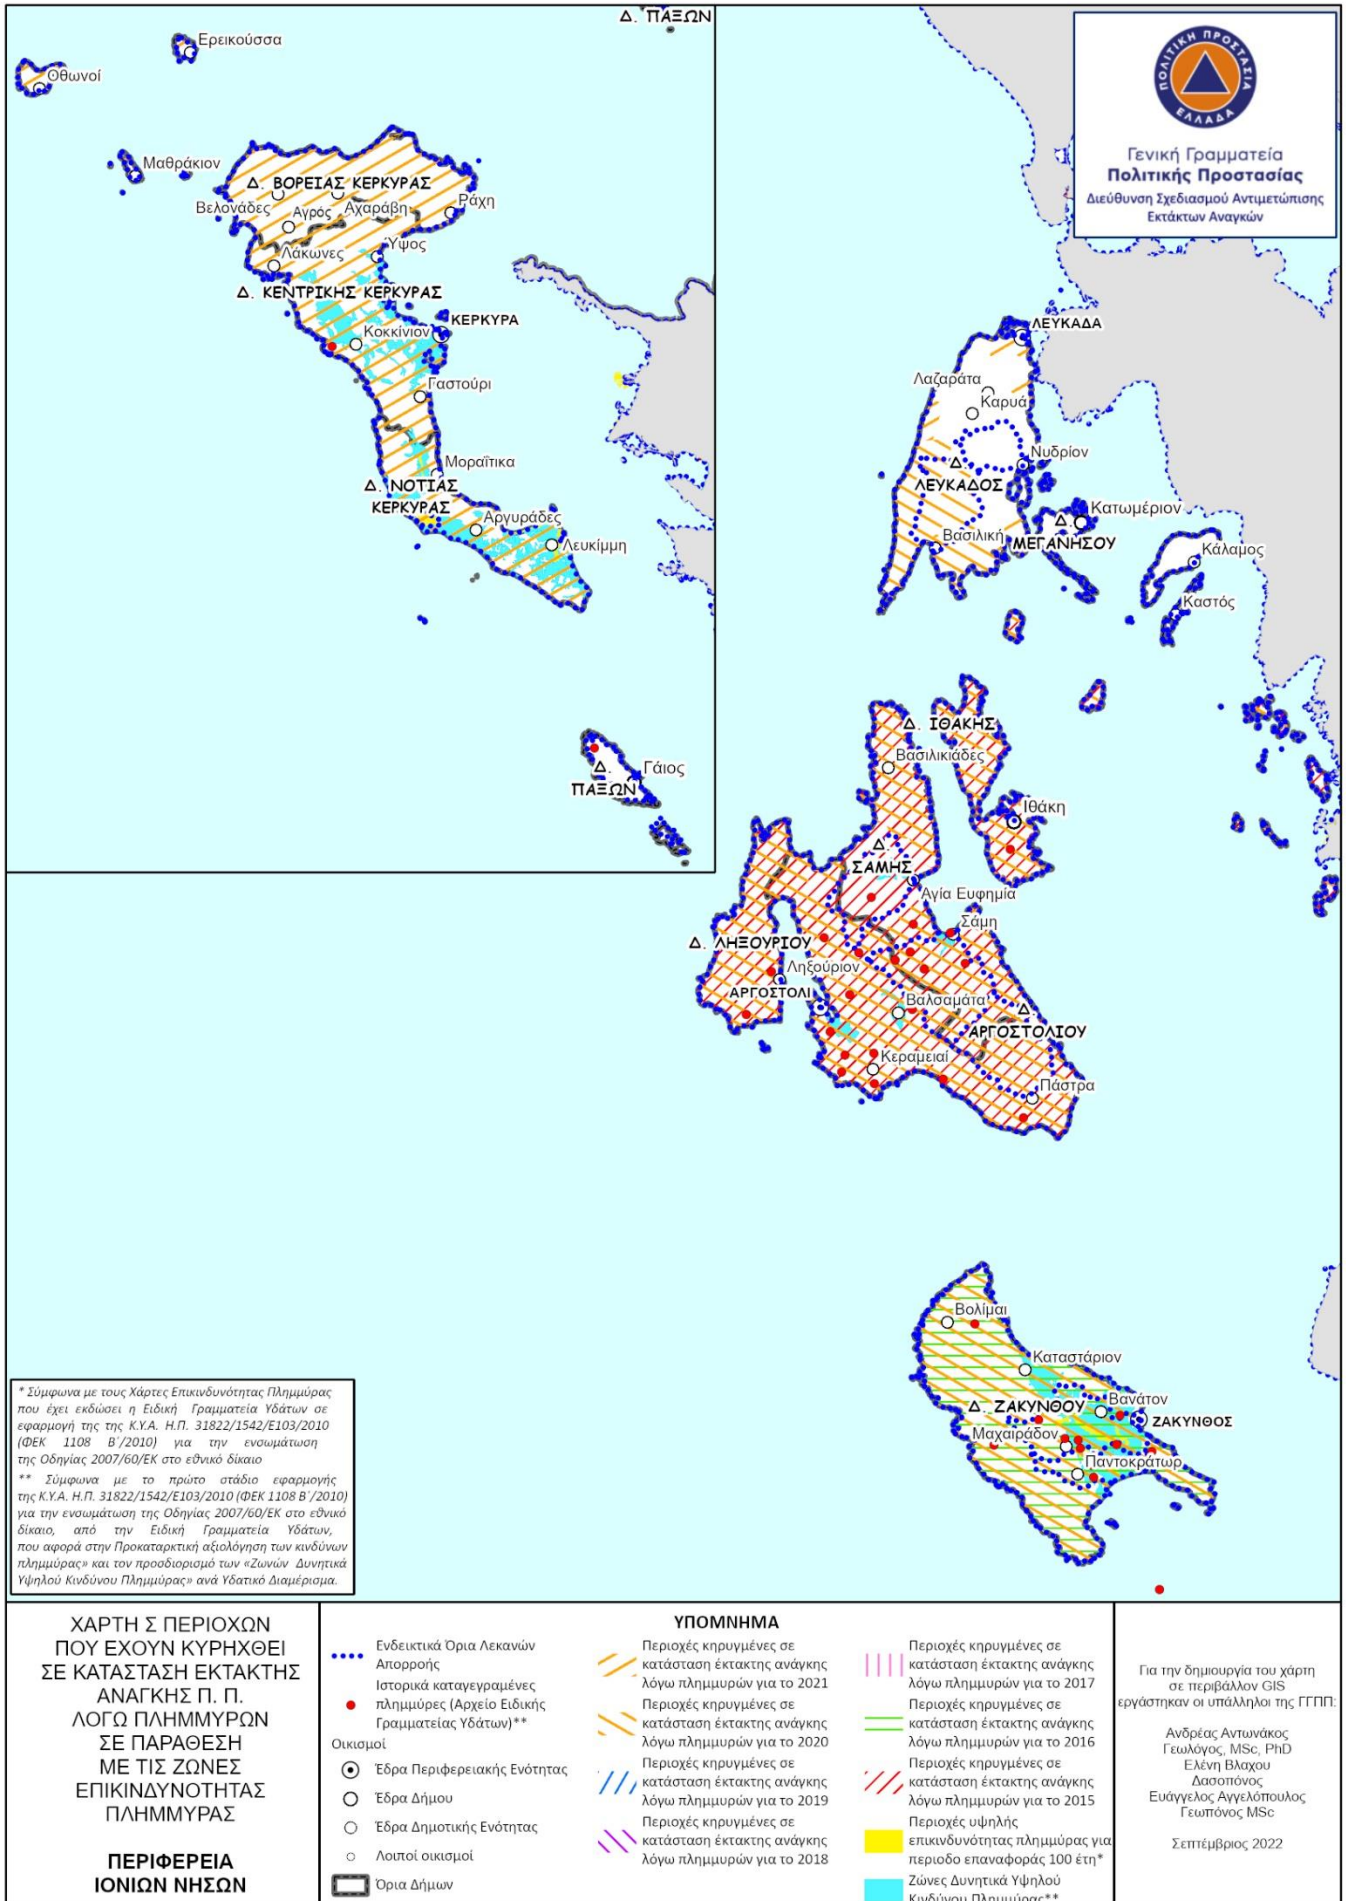 Δ. ΠΑΞΩΝ
Ερεικούσσα
Οθωνοί
Μαθράκιον
Δ. ΒΟΡΕΙΑΣ ΚΕΡΚΥΡΑΣ
Βελονάδες
Αγρός
Αχαράβη
Ράχη
Λάκωνες
Ύψος
Δ. ΚΕΝΤΡΙΚΗΣ ΚΕΡΚΥΡΑΣ
ΚΕΡΚΥΡΑ
Κοκκίνιον
Γαστούρι
Μοραΐτικα
Δ. ΝΟΤΙΑΣ
ΚΕΡΚΥΡΑΣ
Αργυράδες
Λευκίμμη
Γάιος
Δ.
ΠΑΞΩΝ
ΠΟΛΙΤΙΚΗ ΠΡΟΣΤΑΣΙΑ
ΕΛΛΑΔΑ
Γενική Γραμματεία
Πολιτικής Προστασίας
Διεύθυνση Σχεδιασμού Αντιμετώπισης
Εκτάκτων Αναγκών
ΛΕΥΚΑΔΑ
Λαζαράτα
Καρυά
Νυδρίον
Δ.
ΛΕΥΚΑΔΟΣ
Βασιλική
Κατωμέριον
Δ.
ΜΕΓΑΝΗΣΟΥ
Κάλαμος
Καστός
Δ. ΙΘΑΚΗΣ
Βασιλικιάδες
Ιθάκη
Δ.
ΣΑΜΗΣ
Αγία Ευφημία
Σάμη
Δ. ΛΗΞΟΥΡΙΟΥ
Ληξούριον
ΑΡΓΟΣΤΟΛΙ
Βαλσαμάτα
Δ.
ΑΡΓΟΣΤΟΛΙΟΥ
Κεραμειαί
Πάστρα
Βολίμαι
Καταστάριον
Βανάτον
Δ. ΖΑΚΥΝΘΟΥ
ΖΑΚΥΝΘΟΣ
Μαχαιράδον
Παντοκράτωρ
* Σύμφωνα με τους Χάρτες Επικινδυνότητας Πλημμύρας
που έχει εκδώσει η Ειδική Γραμματεία Υδάτων σε
εφαρμογή της της Κ.Υ.Α. Η.Π. 31822/1542/Ε103/2010
(ΦΕΚ 1108 Β΄/2010) για την ενσωμάτωση
της Οδηγίας 2007/60/ΕΚ στο εθνικό δίκαιο
** Σύμφωνα με το πρώτο στάδιο εφαρμογής
της Κ.Υ.Α. Η.Π. 31822/1542/Ε103/2010 (ΦΕΚ 1108 Β΄/2010)
για την ενσωμάτωση της Οδηγίας 2007/60/ΕΚ στο εθνικό
δίκαιο, από την Ειδική Γραμματεία Υδάτων,
που αφορά στην Προκαταρκτική αξιολόγηση των κινδύνων
πλημμύρας» και τον προσδιορισμό των «Ζωνών Δυνητικά
Υψηλού Κινδύνου Πλημμύρας» ανά Υδατικό Διαμέρισμα.
ΧΑΡΤΗ Σ ΠΕΡΙΟΧΩΝ
ΠΟΥ ΕΧΟΥΝ ΚΥΡΗΧΘΕΙ
ΣΕ ΚΑΤΑΣΤΑΣΗ ΕΚΤΑΚΤΗΣ
ΑΝΑΓΚΗΣ Π. Π.
ΛΟΓΩ ΠΛΗΜΜΥΡΩΝ
ΣΕ ΠΑΡΑΘΕΣΗ
ΜΕ ΤΙΣ ΖΩΝΕΣ
ΕΠΙΚΙΝΔΥΝΟΤΗΤΑΣ
ΠΛΗΜΜΥΡΑΣ
ΠΕΡΙΦΕΡΕΙΑ
ΙΟΝΙΩΝ ΝΗΣΩΝ
ΥΠΟΜΝΗΜΑ
Ενδεικτικά Όρια Λεκανών
Απορροής
Ιστορικά καταγεγραμένες
πλημμύρες (Αρχείο Ειδικής
Γραμματείας Υδάτων)**
Οικισμοί
Έδρα Περιφερειακής Ενότητας
Έδρα Δήμου
Έδρα Δημοτικής Ενότητας
Λοιποί οικισμοί
Όρια Δήμων
Περιοχές κηρυγμένες σε
κατάσταση έκτακτης ανάγκης
λόγω πλημμυρών για το 2021
Περιοχές κηρυγμένες σε
κατάσταση έκτακτης ανάγκης
λόγω πλημμυρών για το 2020
Περιοχές κηρυγμένες σε
κατάσταση έκτακτης ανάγκης
λόγω πλημμυρών για το 2019
Περιοχές κηρυγμένες σε
κατάσταση έκτακτης ανάγκης
λόγω πλημμυρών για το 2018
Περιοχές κηρυγμένες σε
κατάσταση έκτακτης ανάγκης
λόγω πλημμυρών για το 2017
Περιοχές κηρυγμένες σε
κατάσταση έκτακτης ανάγκης
λόγω πλημμυρών για το 2016
Περιοχές κηρυγμένες σε
κατάσταση έκτακτης ανάγκης
λόγω πλημμυρών για το 2015
Περιοχές υψηλής
επικινδυνότητας πλημμύρας για
περιοδο επαναφοράς 100 έτη*
Ζώνες Δυνητικά Υψηλού
Κινδύνου Πλημμύρας**
Για την δημιουργία του χάρτη
σε περιβάλλον GIS
εργάστηκαν οι υπάλληλοι της ΓΓΠΠ:
Ανδρέας Αντωνάκος
Γεωλόγος, MSc, PhD
Ελένη Βλαχου
Δασοπόνος
Ευάγγελος Αγγελόπουλος
Γεωπόνος MSc
Σεπτέμβριος 2022